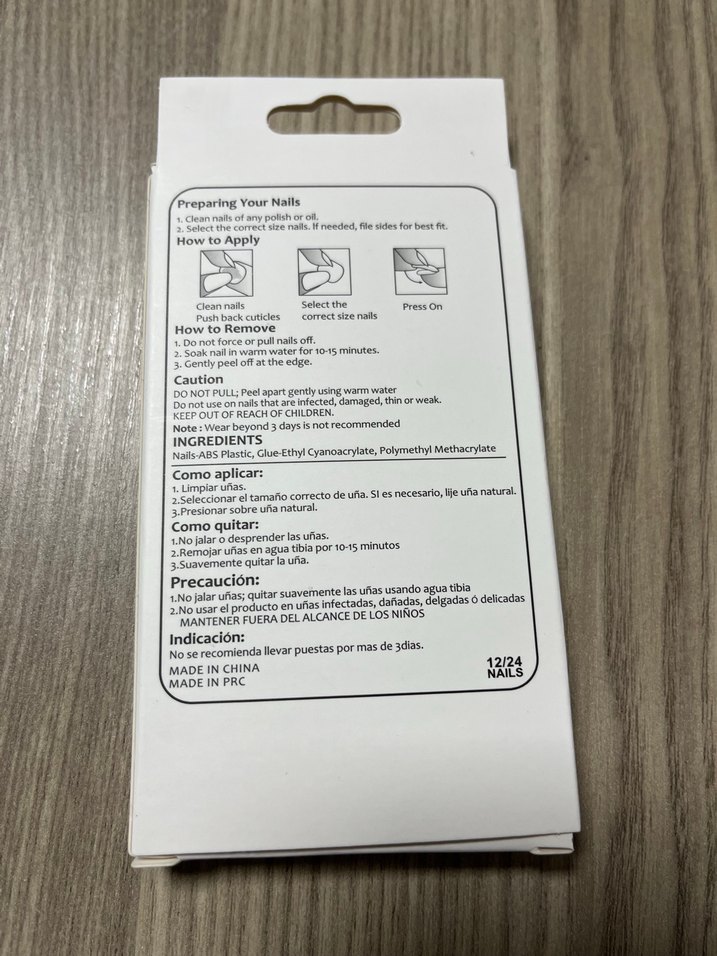 Preparing Your Nails
1. Clean nails of any polish or oil.
2. Select the correct size nails. If needed, file sides for best fit.
How to Apply
Clean nails
Push back cuticles
Select the
correct size nails
Press On
How to Remove
1. Do not force or pull nails off.
2. Soak nail in warm water for 10-15 minutes.
3. Gently peel off at the edge.
Caution
DO NOT PULL; Peel apart gently using warm water
Do not use on nails that are infected, damaged, thin or weak.
KEEP OUT OF REACH OF CHILDREN.
Note : Wear beyond 3 days is not recommended
INGREDIENTS
Nails-ABS Plastic, Glue-Ethyl Cyanoacrylate, Polymethyl Methacrylate
Como aplicar:
1. Limpiar uñas.
2.Seleccionar el tamaño correcto de uña. SI es necesario, lije uña natural.
3.Presionar sobre uña natural.
Como quitar:
1.No jalar o desprender las uñas.
2.Remojar uñas en agua tibia por 10-15 minutos
3.Suavemente quitar la uña.
Precaución:
1.No jalar uñas; quitar suavemente las uñas usando agua tibia
2.No usar el producto en uñas infectadas, dañadas, delgadas ó delicadas
MANTENER FUERA DEL ALCANCE DE LOS NIÑOS
Indicación:
No se recomienda llevar puestas por mas de 3dias.
MADE IN CHINA
MADE IN PRC
12/24
NAILS